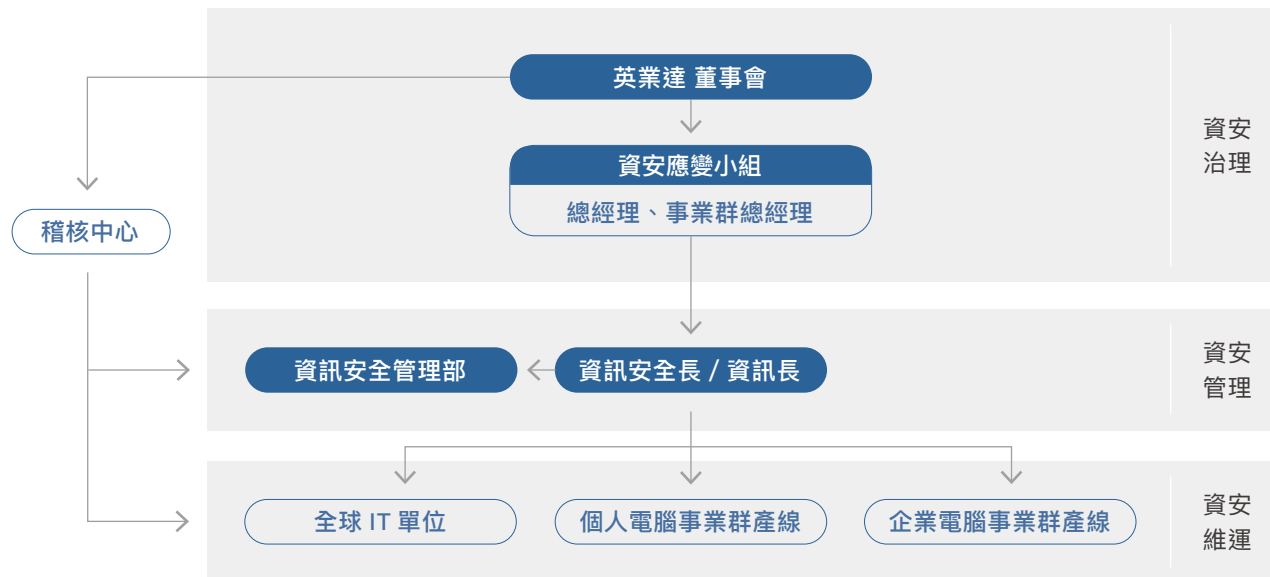 英業達 董事會
資安應變小組
總經理、事業群總經理
資安
治理
稽核中心
資訊安全管理部
資訊安全長 / 資訊長
資安
管理
全球 IT 單位
個人電腦事業群產線
企業電腦事業群產線
資安
維運